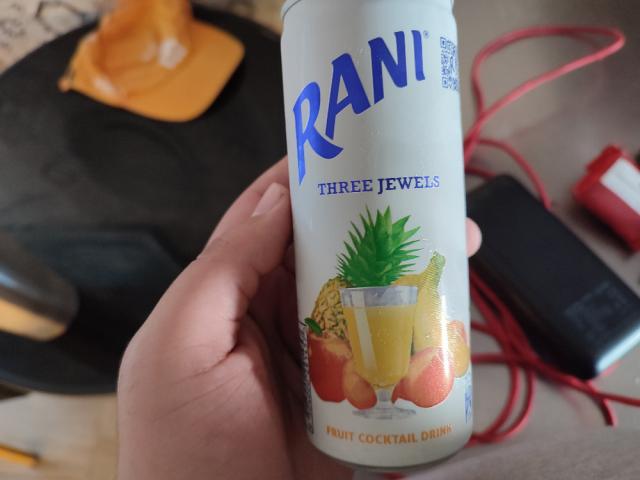 RANI®
THREE JEWELS
FRUIT COCKTAIL DRINK